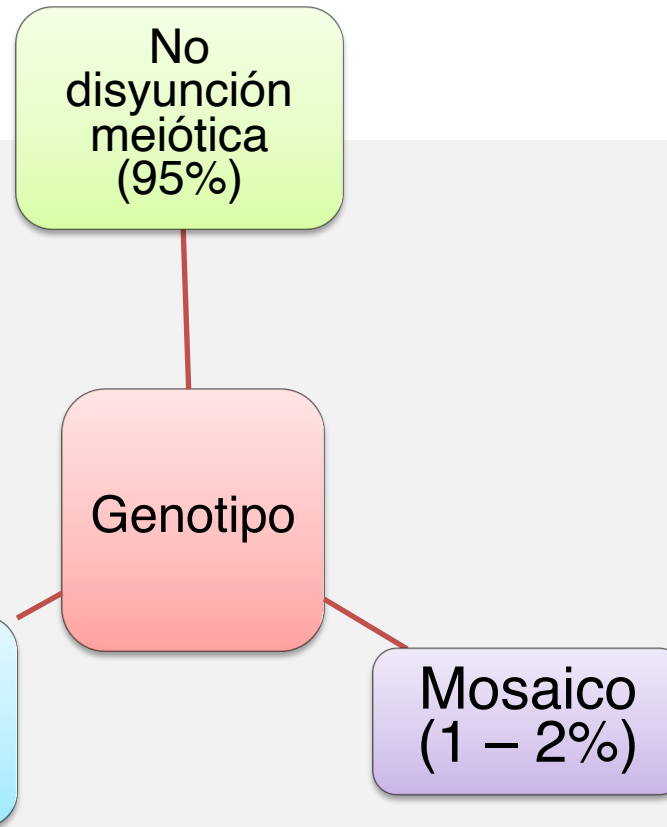 No
disyunción
meiótica
(95%)
Genotipo
Mosaico
(1 – 2%)